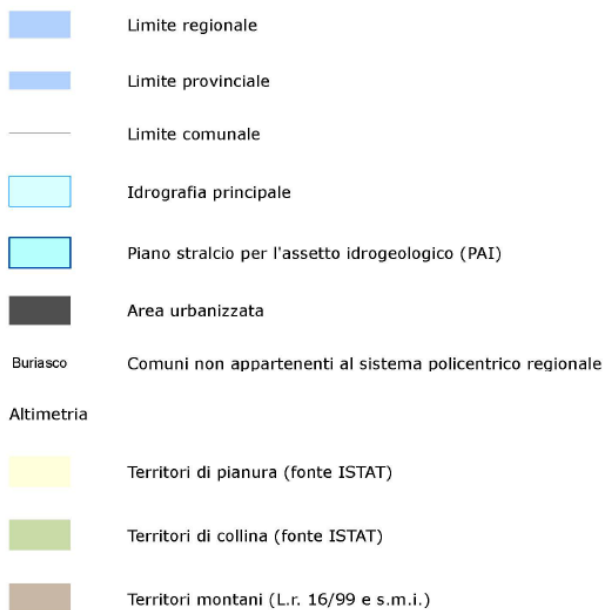 Limite regionale
Limite provinciale
Limite comunale
Idrografia principale
Piano stralcio per l'assetto idrogeologico (PAI)
Area urbanizzata
Buriasco Comuni non appartenenti al sistema policentrico regionale
Altimetria
Territori di pianura (fonte ISTAT)
Territori di collina (fonte ISTAT)
Territori montani (L.r. 16/99 e s.m.i.)